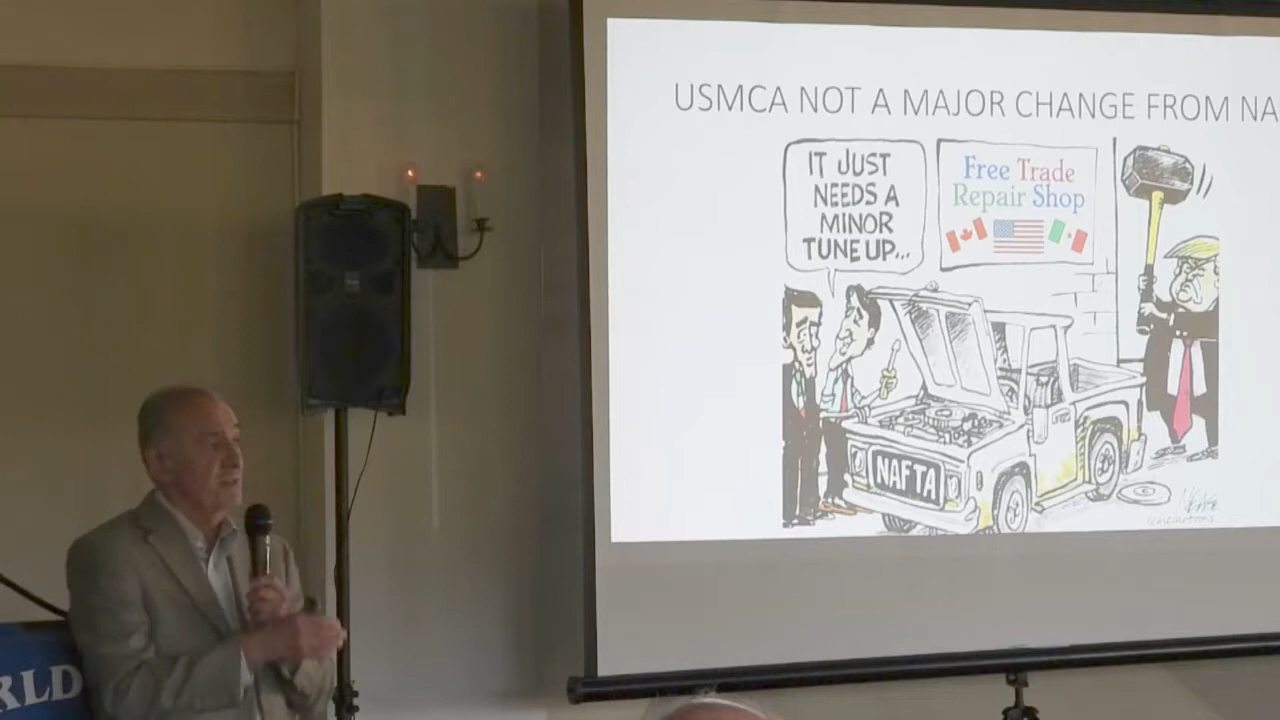 USMCA NOT A MAJOR CHANGE FROM NA
IT JUST
NEEDS A
MINOR
TUNE UP...
Free Trade
Repair Shop
NAFTA
RLD